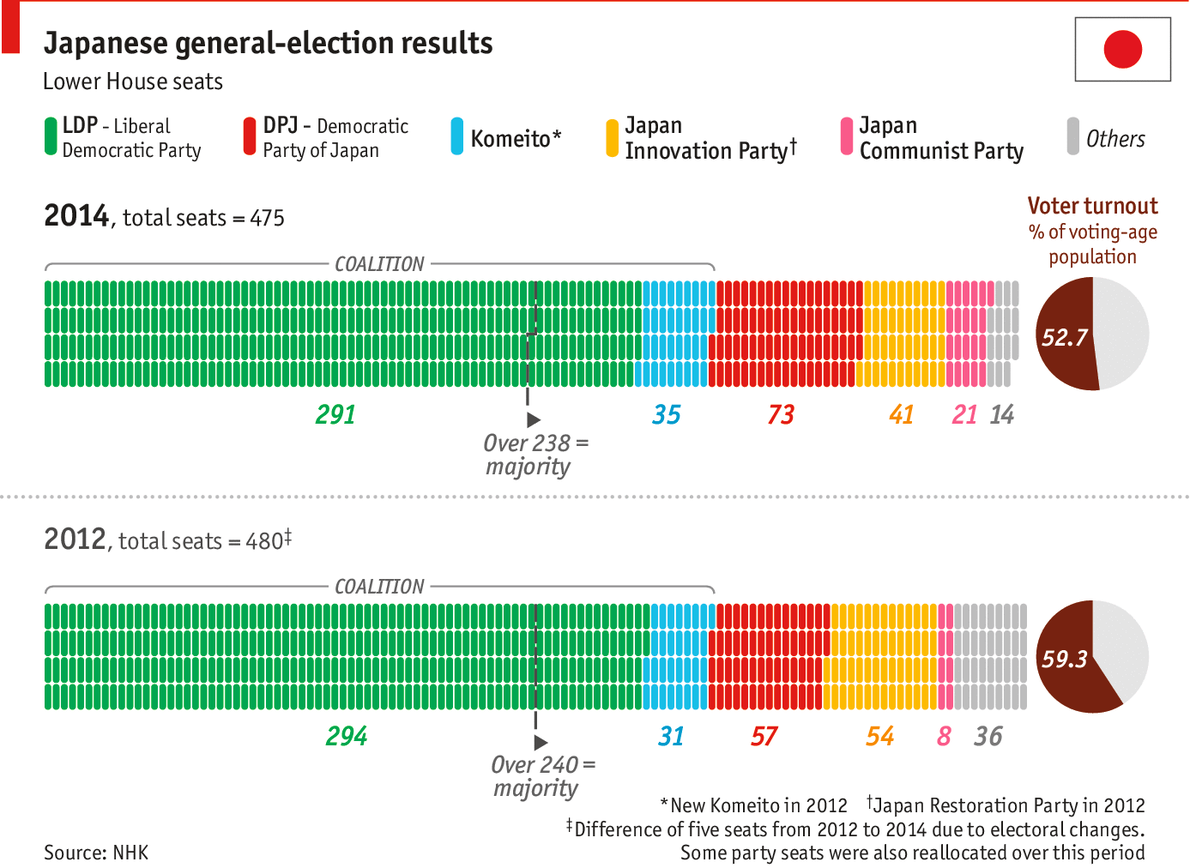 Japanese general-election results
Lower House seats
LDP - Liberal
Democratic Party
DPJ - Democratic
Party of Japan
Komeito*
Japan
Innovation Party†
Japan
Communist Party
Others
2014, total seats = 475
Voter turnout
% of voting-age
population
COALITION
52.7
291
35
73
41
21
14
Over 238 =
majority
2012, total seats = 480‡
COALITION
59.3
294
31
57
54
8
36
Over 240 =
majority
*New Komeito in 2012 †Japan Restoration Party in 2012
‡Difference of five seats from 2012 to 2014 due to electoral changes.
Some party seats were also reallocated over this period
Source: NHK